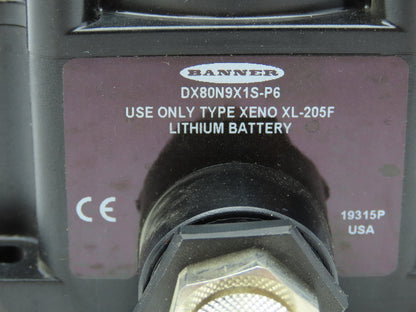 BANNER
DX80N9X1S-P6
USE ONLY TYPE XENO XL-205F
LITHIUM BATTERY
CE
19315P
USA